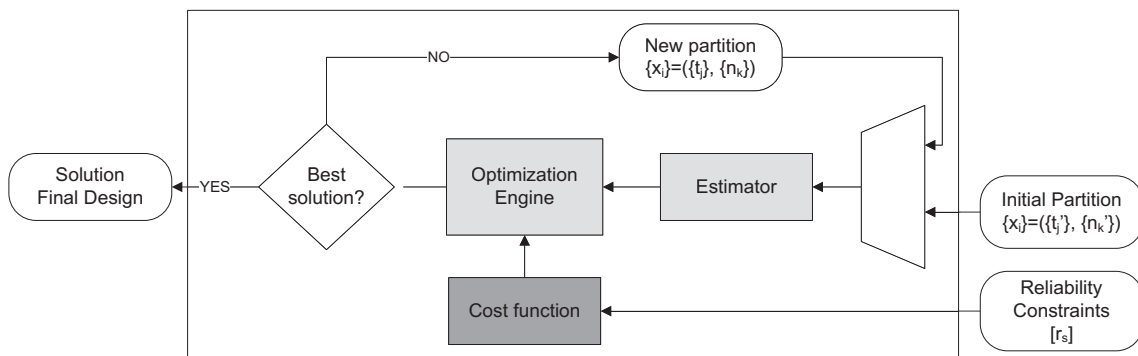 New partition
{xᵢ}=({tⱼ}, {nₖ})
NO
Solution
Final Design
YES
Best
solution?
Optimization
Engine
Estimator
Initial Partition
{xᵢ}=({tⱼ'}, {nₖ'})
Cost function
Reliability
Constraints
[rₛ]